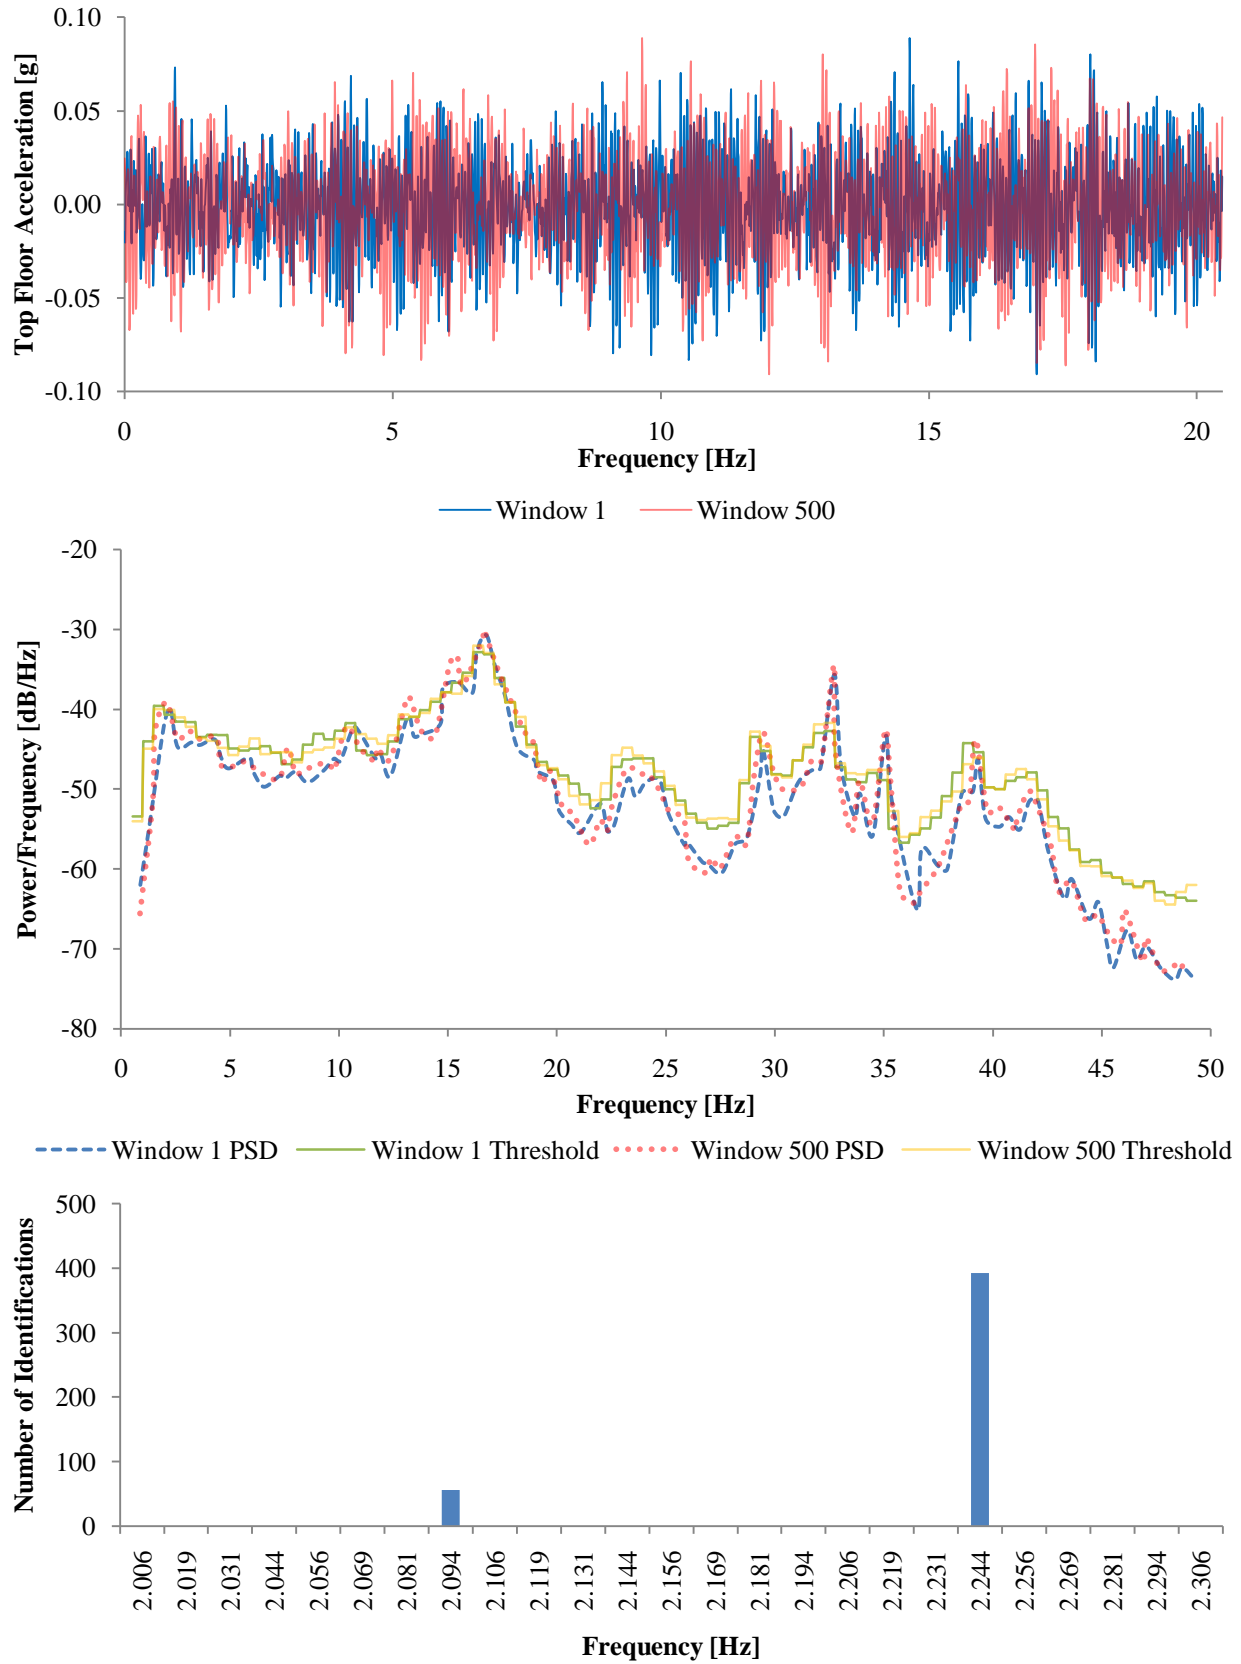 Top Floor Acceleration [g]
0.10
0.05
0.00
-0.05
-0.10
0 5 10 15 20
Frequency [Hz]
Window 1 Window 500
Power/Frequency [dB/Hz]
-20
-30
-40
-50
-60
-70
-80
0 5 10 15 20 25 30 35 40 45 50
Frequency [Hz]
Window 1 PSD Window 1 Threshold Window 500 PSD Window 500 Threshold
Number of Identifications
500
400
300
200
100
0
2.006 2.019 2.031 2.044 2.056 2.069 2.081 2.094 2.106 2.119 2.131 2.144 2.156 2.169 2.181 2.194 2.206 2.219 2.231 2.244 2.256 2.269 2.281 2.294 2.306
Frequency [Hz]